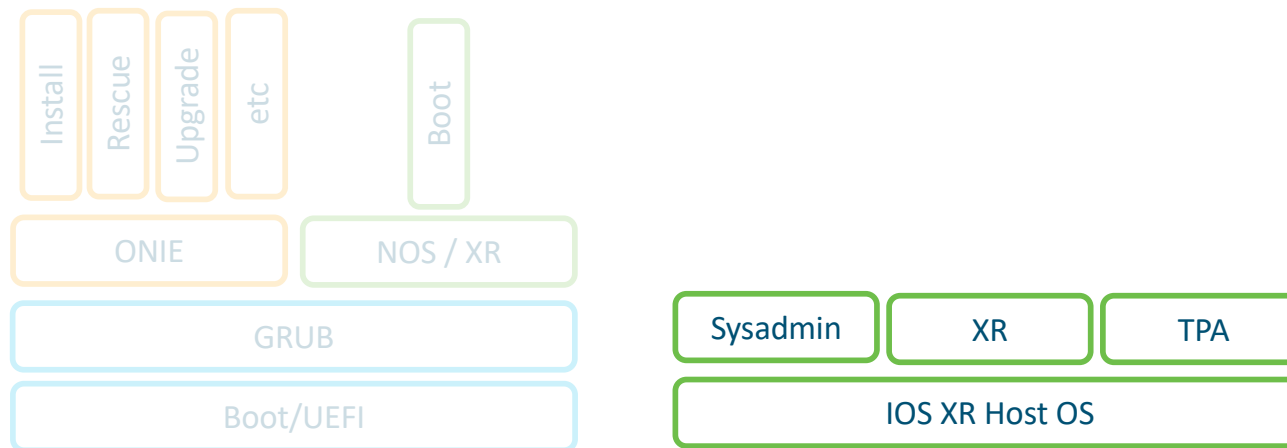 Install
Rescue
Upgrade
etc
Boot
ONIE
NOS / XR
GRUB
Boot/UEFI
Sysadmin
XR
TPA
IOS XR Host OS